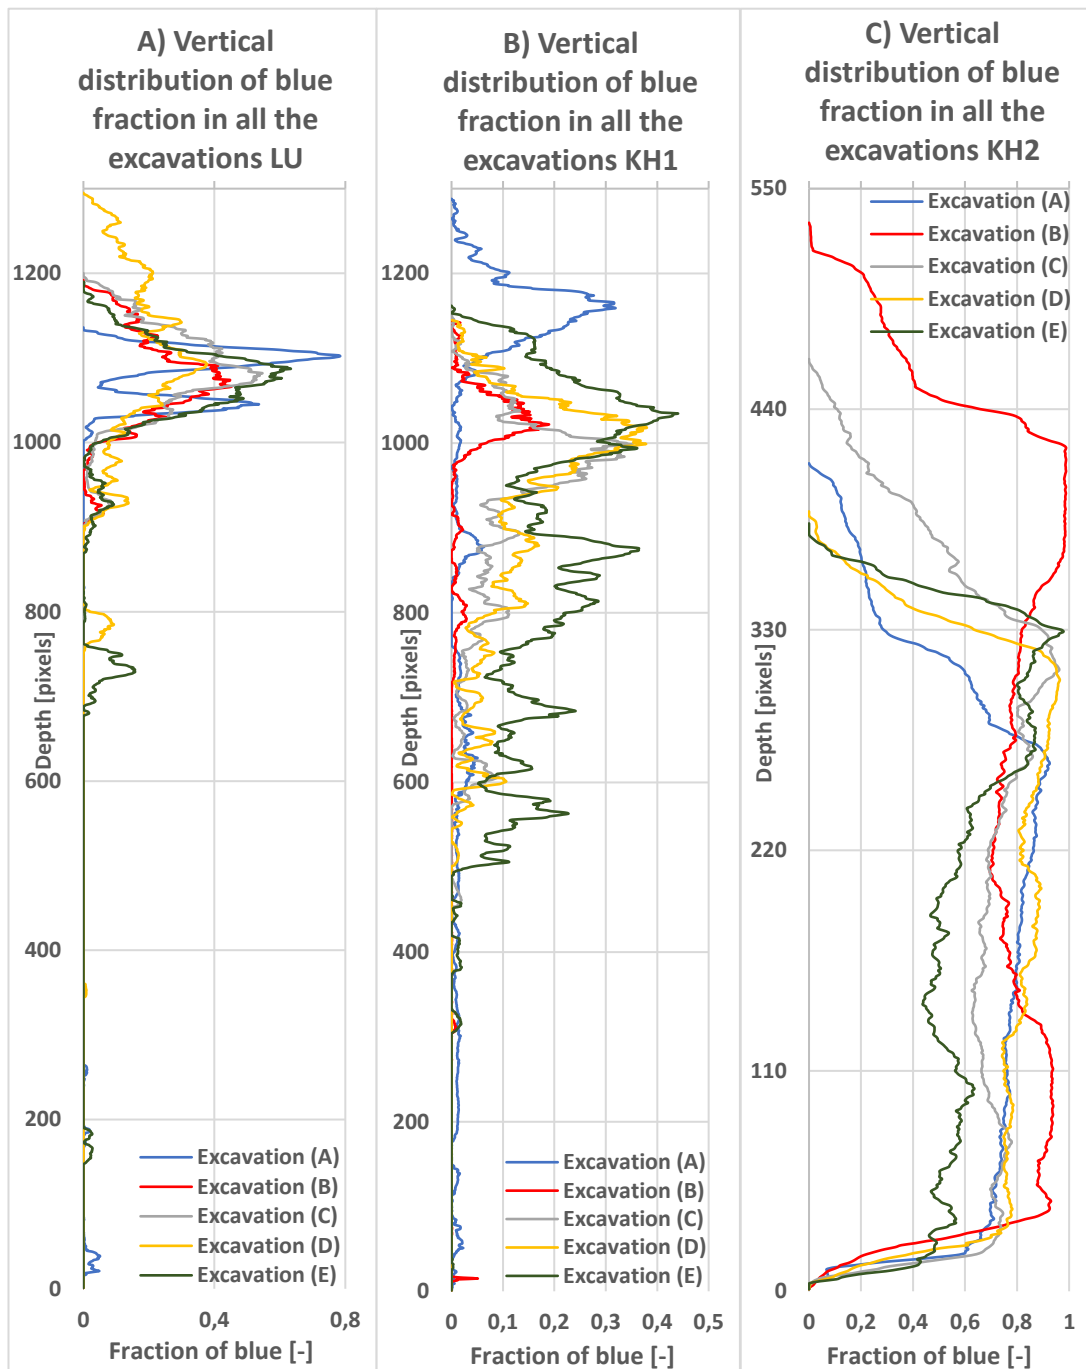 A) Vertical
distribution of blue
fraction in all the
excavations LU
1200
1000
800
600
400
200
0
Depth [pixels]
0 0,4 0,8
Fraction of blue [-]
Excavation (A)
Excavation (B)
Excavation (C)
Excavation (D)
Excavation (E)
B) Vertical
distribution of blue
fraction in all the
excavations KH1
1200
1000
800
600
400
200
0
Depth [pixels]
0 0,1 0,2 0,3 0,4 0,5
Fraction of blue [-]
Excavation (A)
Excavation (B)
Excavation (C)
Excavation (D)
Excavation (E)
C) Vertical
distribution of blue
fraction in all the
excavations KH2
550
440
330
220
110
0
Depth [pixels]
0 0,2 0,4 0,6 0,8 1
Fraction of blue [-]
Excavation (A)
Excavation (B)
Excavation (C)
Excavation (D)
Excavation (E)